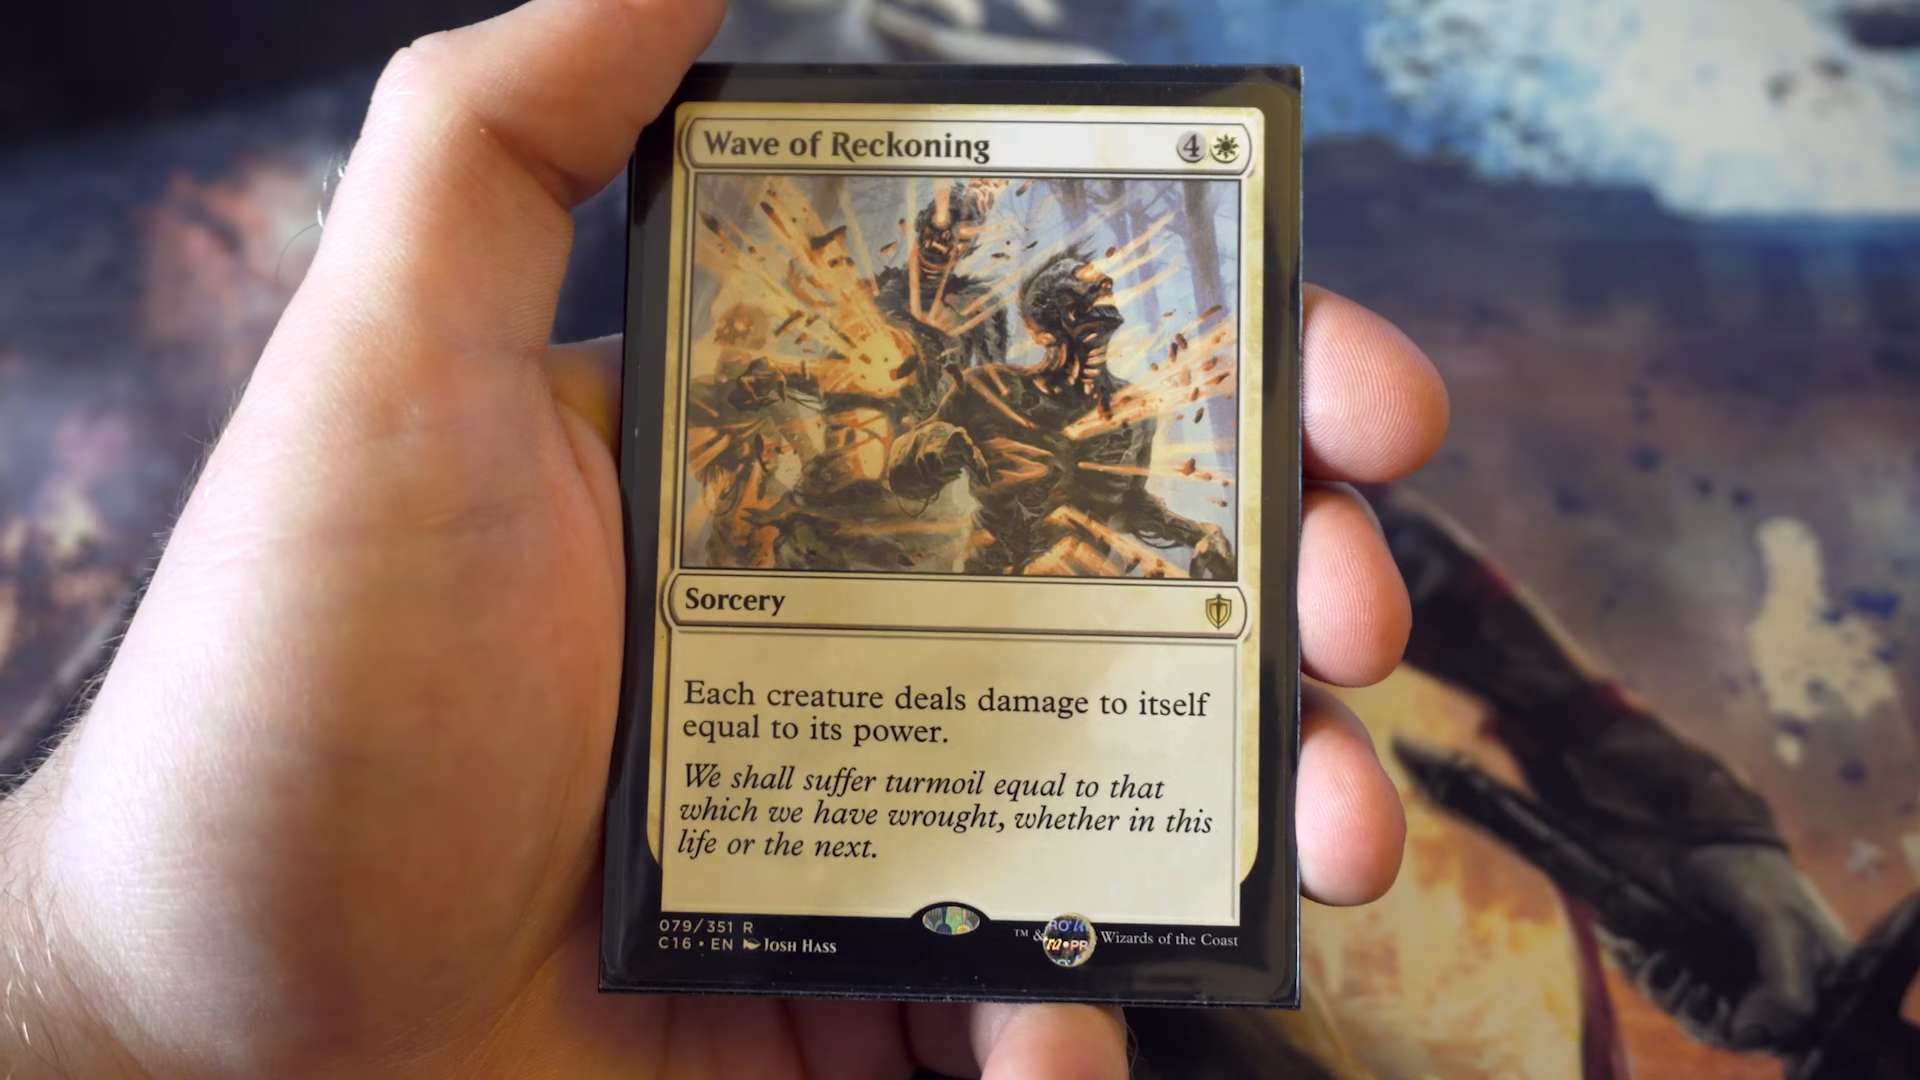 Wave of Reckoning 4
Sorcery
Each creature deals damage to itself
equal to its power.
We shall suffer turmoil equal to that
which we have wrought, whether in this
life or the next.
079/351 R
C16 • EN Josh Hass
™ & Wizards of the Coast